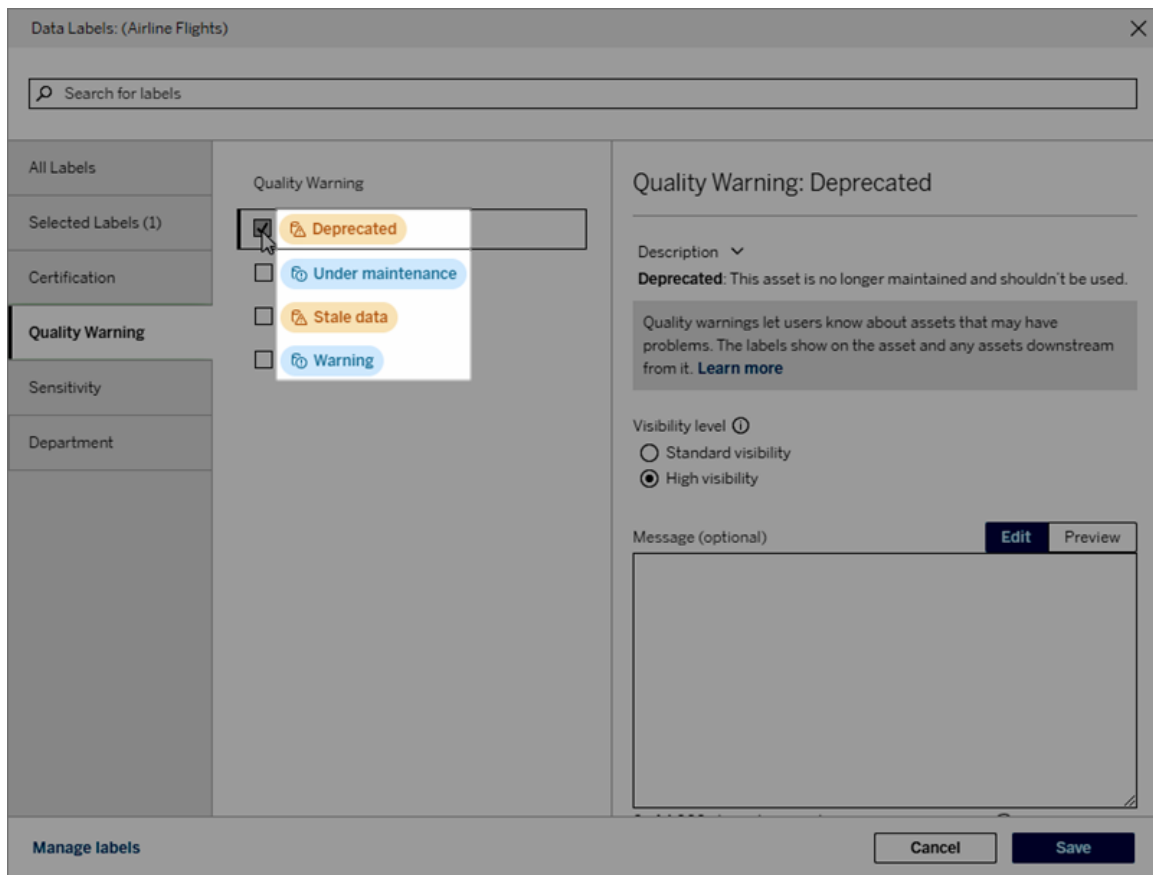 Data Labels: (Airline Flights)
Search for labels
All Labels
Selected Labels (1)
Certification
Quality Warning
Sensitivity
Department
Quality Warning
Deprecated
Under maintenance
Stale data
Warning
Quality Warning: Deprecated
Description
Deprecated: This asset is no longer maintained and shouldn't be used.
Quality warnings let users know about assets that may have
problems. The labels show on the asset and any assets downstream
from it. Learn more
Visibility level
Standard visibility
High visibility
Message (optional)
Edit
Preview
Manage labels
Cancel
Save